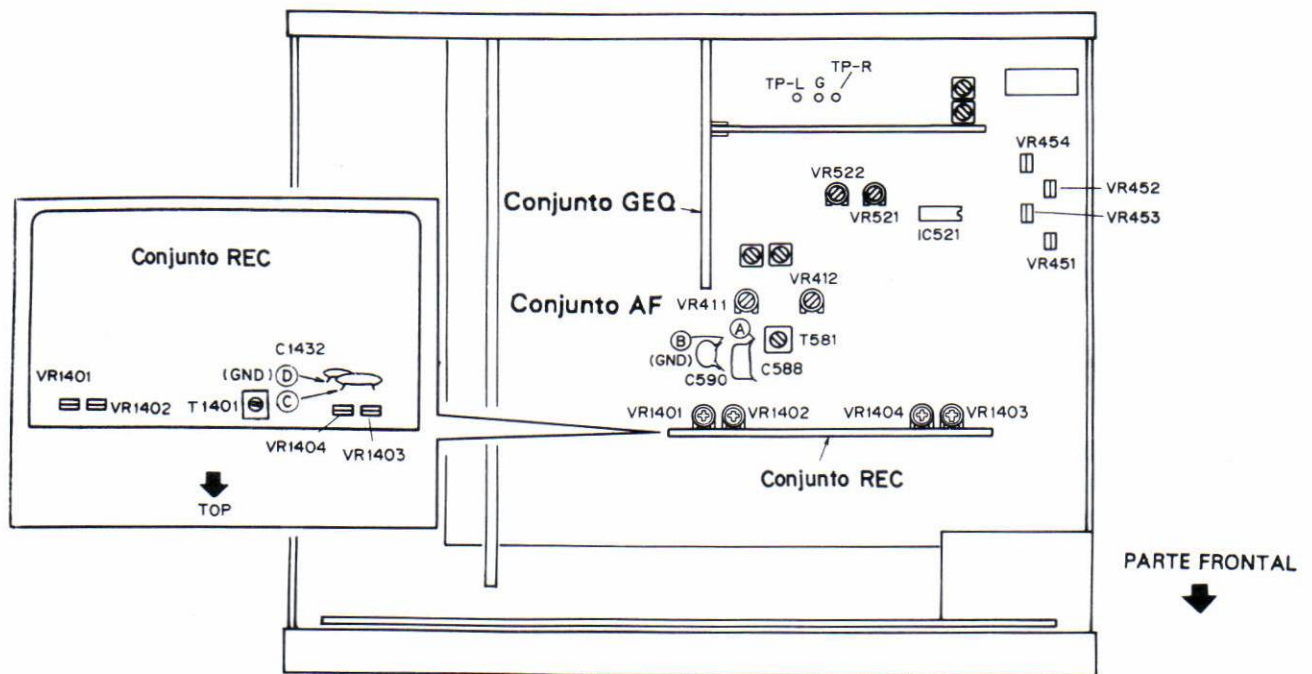 TP-L G TP-R
VR454
VR522
VR452
Conjunto GEQ
VR521
VR453
IC521
VR451
Conjunto REC
VR412
Conjunto AF
VR411
A
B
T581
(GND)
C1432
C590
C588
(GND) D
VR1401
VR1402
T1401
C
VR1404
VR1403
VR1401
VR1402
VR1404
VR1403
Conjunto REC
TOP
PARTE FRONTAL